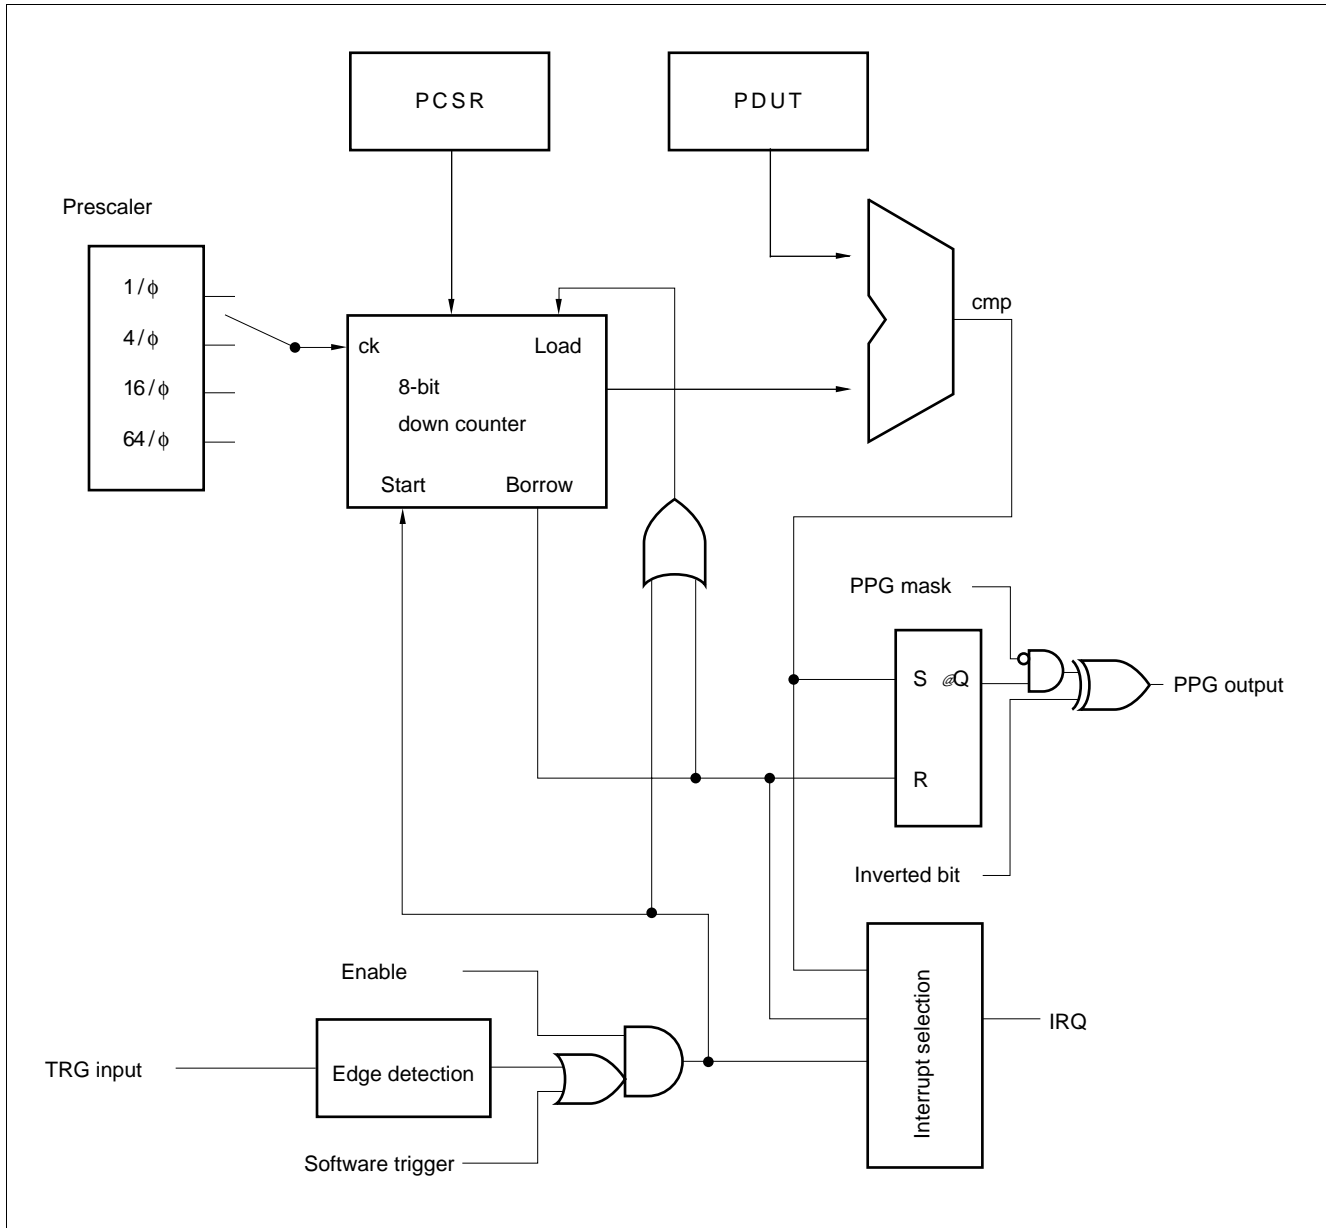 PCSR
PDUT
Prescaler
1/ϕ
4/ϕ
16/ϕ
64/ϕ
ck
Load
8-bit
down counter
Start
Borrow
cmp
PPG mask
S @Q
R
PPG output
Inverted bit
Enable
TRG input
Edge detection
Software trigger
Interrupt selection
IRQ